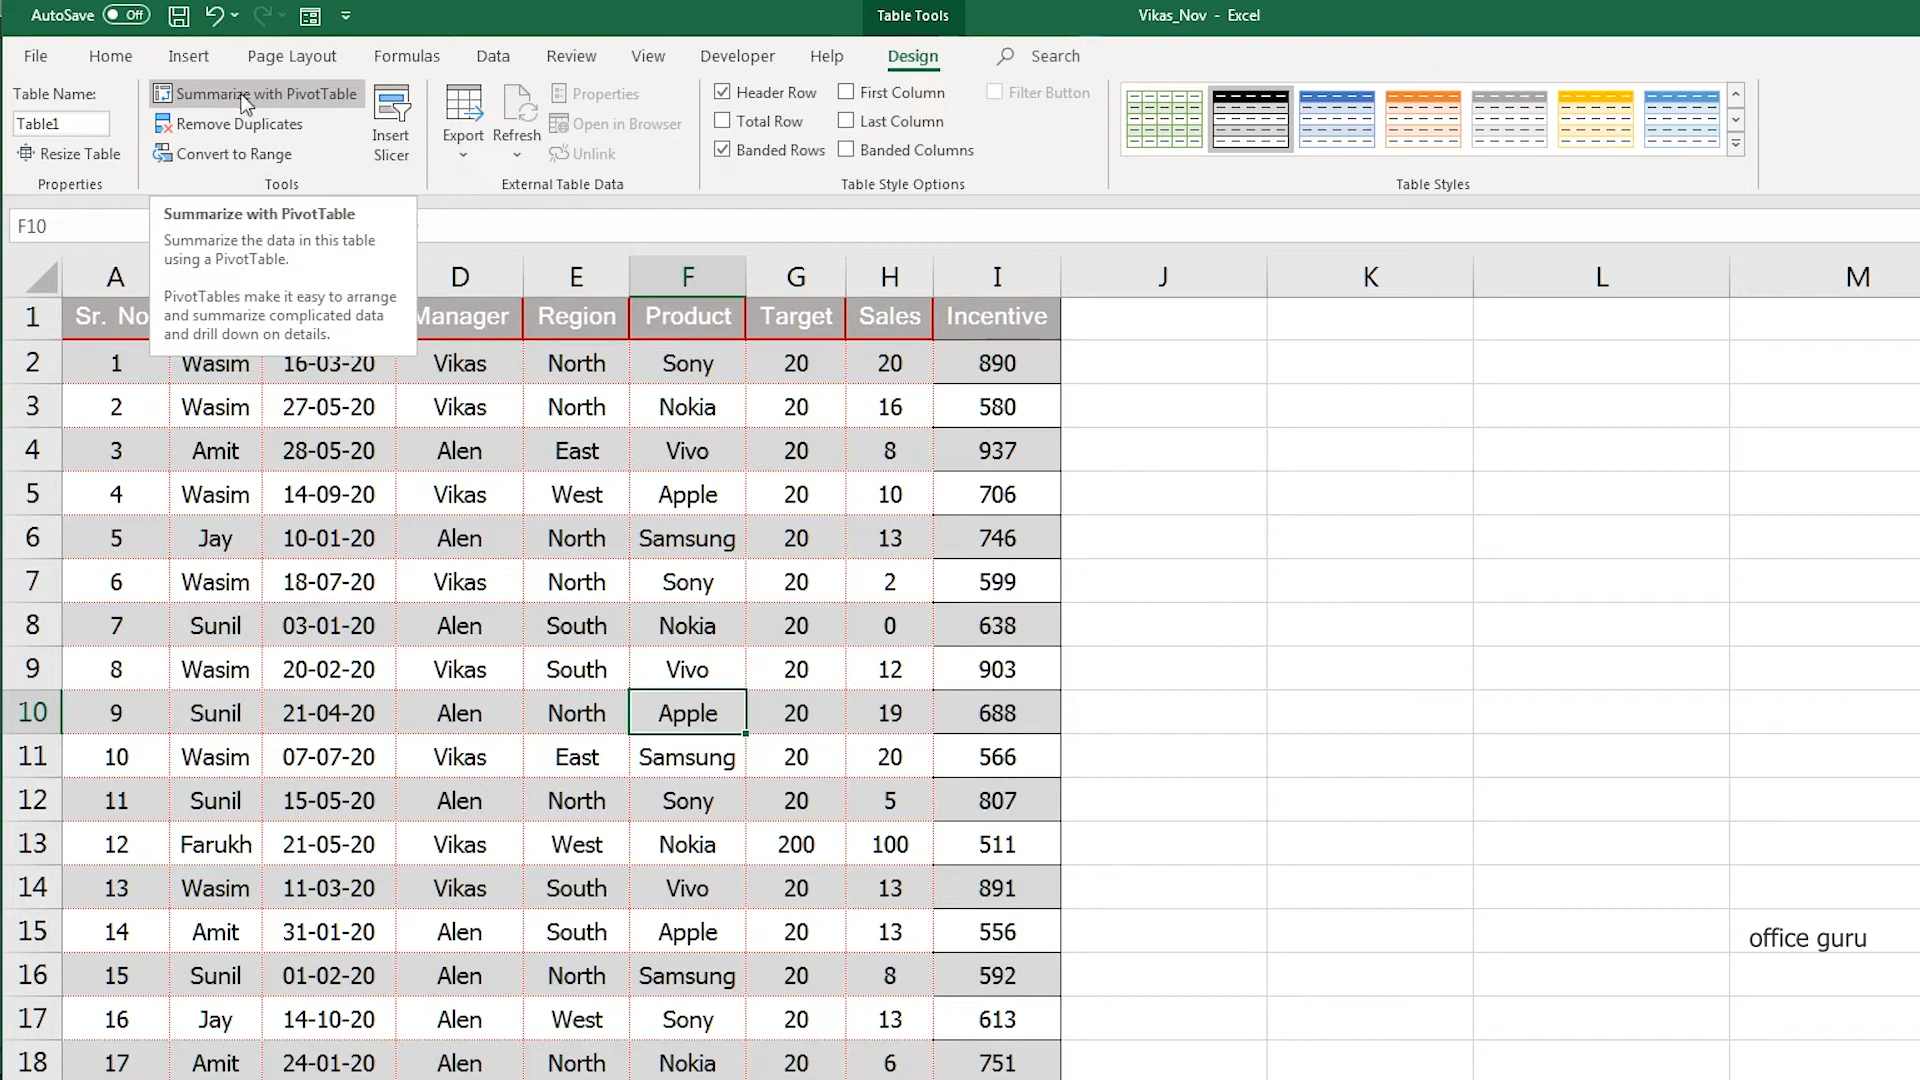 AutoSave Off Table Tools Vikas_Nov - Excel
File Home Insert Page Layout Formulas Data Review View Developer Help Design Search
Table Name:
Table1
Resize Table
Properties
Summarize with PivotTable
Remove Duplicates
Convert to Range
Tools
Insert
Slicer
Export
Refresh
Properties
Open in Browser
Unlink
External Table Data
Header Row First Column Filter Button
Total Row Last Column
Banded Rows Banded Columns
Table Style Options
Table Styles
F10
Summarize with PivotTable
Summarize the data in this table
using a PivotTable.
PivotTables make it easy to arrange
and summarize complicated data
and drill down on details.
A D E F G H I J K L M
1 Sr. No Manager Region Product Target Sales Incentive
2 1 Wasim 16-03-20 Vikas North Sony 20 20 890
3 2 Wasim 27-05-20 Vikas North Nokia 20 16 580
4 3 Amit 28-05-20 Alen East Vivo 20 8 937
5 4 Wasim 14-09-20 Vikas West Apple 20 10 706
6 5 Jay 10-01-20 Alen North Samsung 20 13 746
7 6 Wasim 18-07-20 Vikas North Sony 20 2 599
8 7 Sunil 03-01-20 Alen South Nokia 20 0 638
9 8 Wasim 20-02-20 Vikas South Vivo 20 12 903
10 9 Sunil 21-04-20 Alen North Apple 20 19 688
11 10 Wasim 07-07-20 Vikas East Samsung 20 20 566
12 11 Sunil 15-05-20 Alen North Sony 20 5 807
13 12 Farukh 21-05-20 Vikas West Nokia 200 100 511
14 13 Wasim 11-03-20 Vikas South Vivo 20 13 891
15 14 Amit 31-01-20 Alen South Apple 20 13 556
office guru
16 15 Sunil 01-02-20 Alen North Samsung 20 8 592
17 16 Jay 14-10-20 Alen West Sony 20 13 613
18 17 Amit 24-01-20 Alen North Nokia 20 6 751